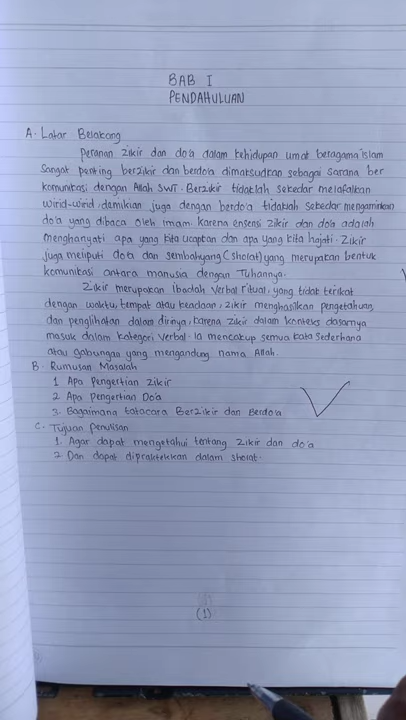 BAB I
PENDAHULUAN
A. Latar Belakang
Peranan zikir dan do'a dalam kehidupan umat beragama islam
Sangat penting berzikir dan berdo'a dimaksudkan sebagai sarana ber
komunikasi dengan Allah SWT. Berzikir tidaklah sekedar melafalkan
wirid-wirid, demikian juga dengan berdo'a tidaklah sekedar mengaminkan
do'a yang dibaca oleh imam. karena ensensi zikir dan do'a adalah
menghanyati apa yang kita ucapkan dan apa yang kita hajati. Zikir
juga meliputi do'a dan sembahyang (sholat) yang merupakan bentuk
komunikasi antara manusia dengan Tuhannya.
Zikir merupakan Ibadah verbal ritual, yang tidak terikat
dengan waktu, tempat atau keadaan, zikir menghasilkan pengetahuan
dan penglihatan dalam dirinya, karena zikir dalam konteks dasarnya
masuk dalam kategori verbal. Ia mencakup semua kata sederhana
atau gabungan yang mengandung nama Allah.
B. Rumusan Masalah
1 Apa Pengertian zikir
2 Apa Pengertian Do'a
3. Bagaimana tatacara Berzikir dan Berdo'a
C. Tujuan Penulisan
1. Agar dapat mengetahui tentang zikir dan do'a
2 Dan dapat dipraktekkan dalam sholat.
(1)